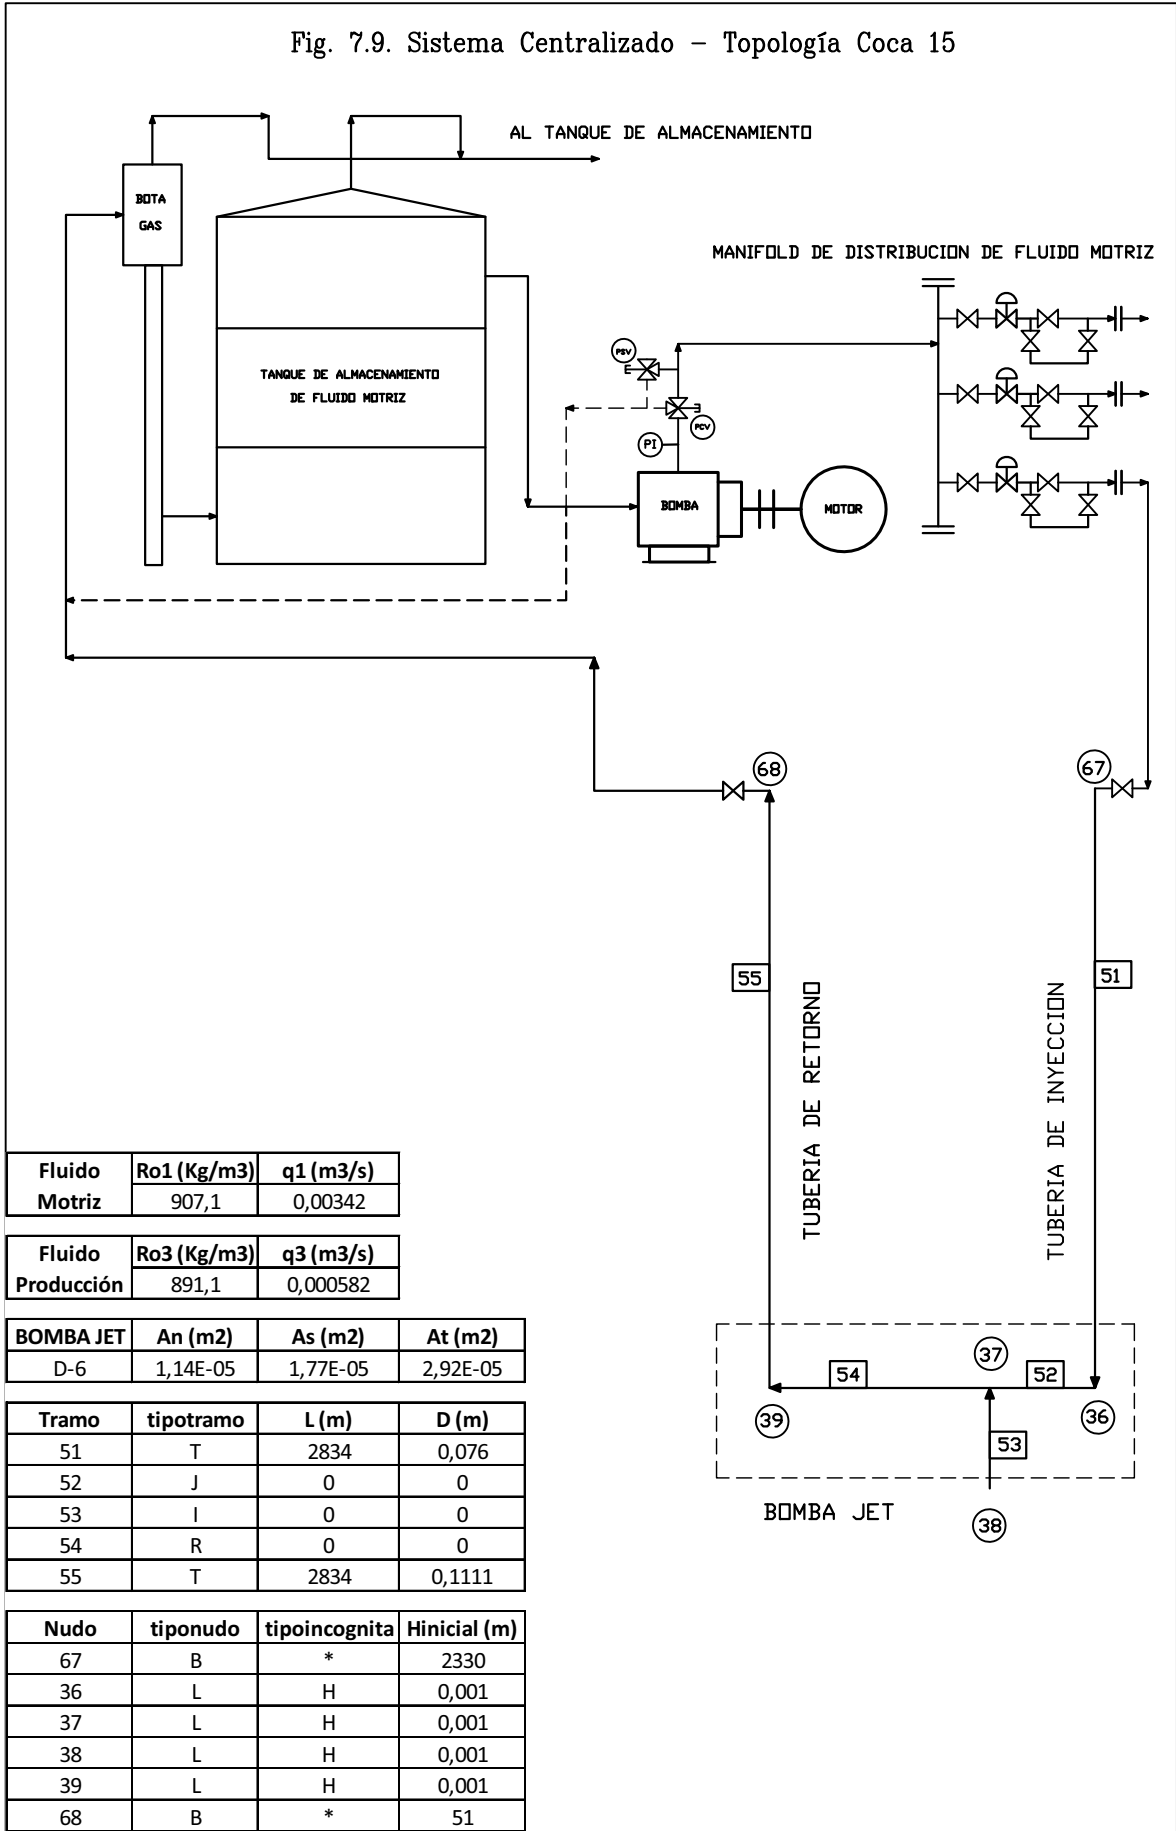 Fig. 7.9. Sistema Centralizado – Topología Coca 15
AL TANQUE DE ALMACENAMIENTO
BOTA
GAS
MANIFOLD DE DISTRIBUCION DE FLUIDO MOTRIZ
TANQUE DE ALMACENAMIENTO
DE FLUIDO MOTRIZ
PSV
PCV
PI
BOMBA
MOTOR
68
67
55
51
TUBERIA DE RETORNO
TUBERIA DE INYECCION
37
54
52
39
36
53
BOMBA JET
38
Fluido Motriz | Ro1 (Kg/m3) | q1 (m3/s)
907,1 | 0,00342
Fluido Producción | Ro3 (Kg/m3) | q3 (m3/s)
891,1 | 0,000582
BOMBA JET | An (m2) | As (m2) | At (m2)
D-6 | 1,14E-05 | 1,77E-05 | 2,92E-05
Tramo | tipotramo | L (m) | D (m)
51 | T | 2834 | 0,076
52 | J | 0 | 0
53 | I | 0 | 0
54 | R | 0 | 0
55 | T | 2834 | 0,1111
Nudo | tiponudo | tipoincognita | Hinicial (m)
67 | B | * | 2330
36 | L | H | 0,001
37 | L | H | 0,001
38 | L | H | 0,001
39 | L | H | 0,001
68 | B | * | 51